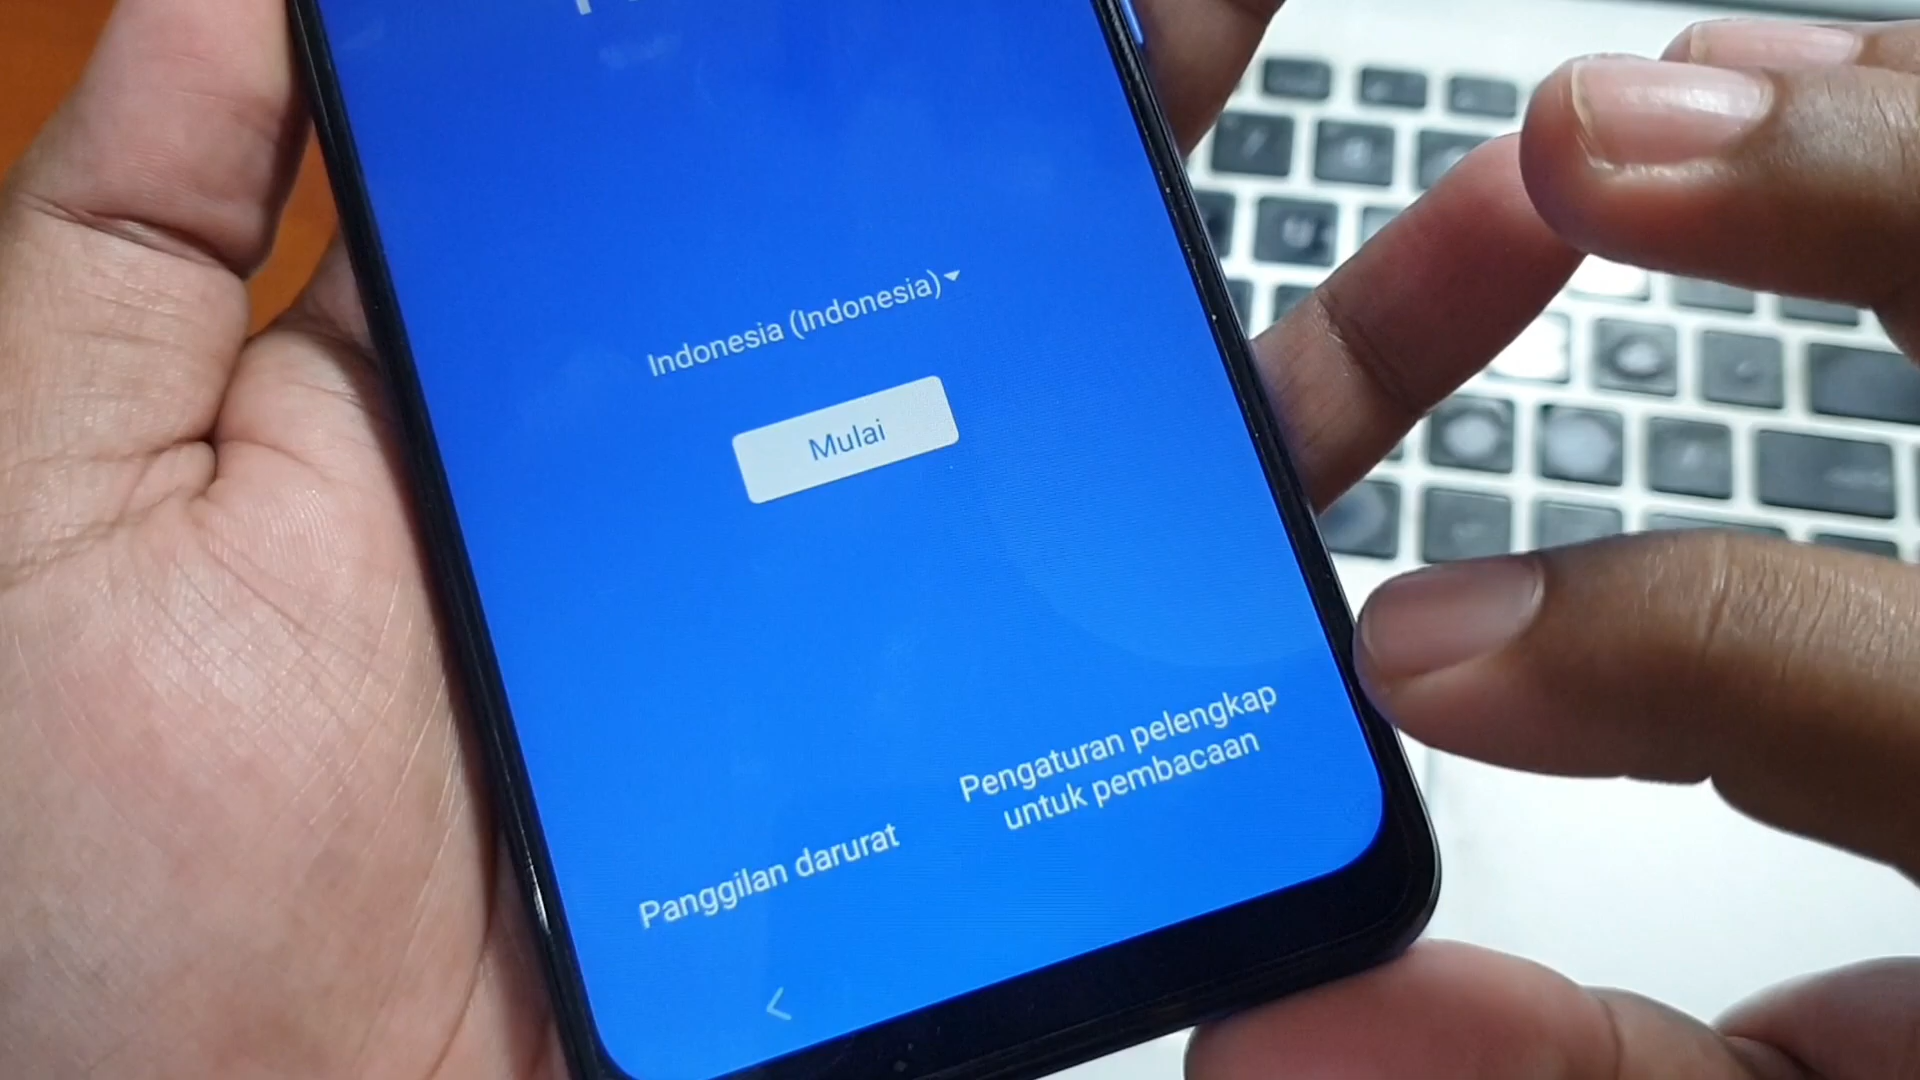 Indonesia (Indonesia)
Mulai
Pengaturan pelengkap
untuk pembacaan
Panggilan darurat